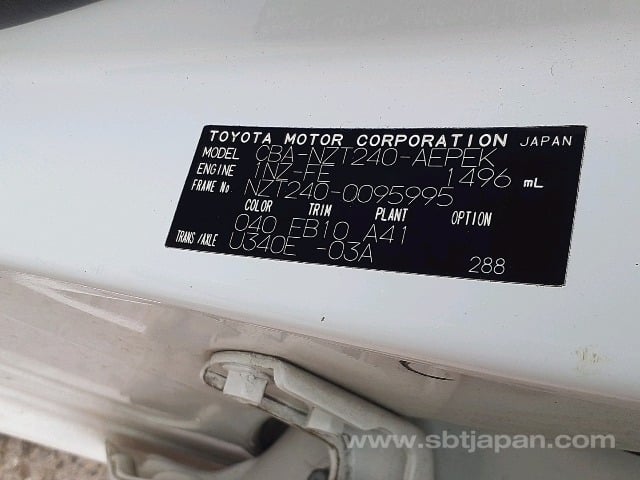 TOYOTA MOTOR CORPORATION JAPAN
MODEL CBA-NZT240-AEPEK
ENGINE 1NZ-FE 1496 mL
FRAME No. NZT240-0095995
COLOR TRIM PLANT OPTION
040 FB10 A41
TRANS/AXLE U340E -03A 288
www.sbtjapan.com